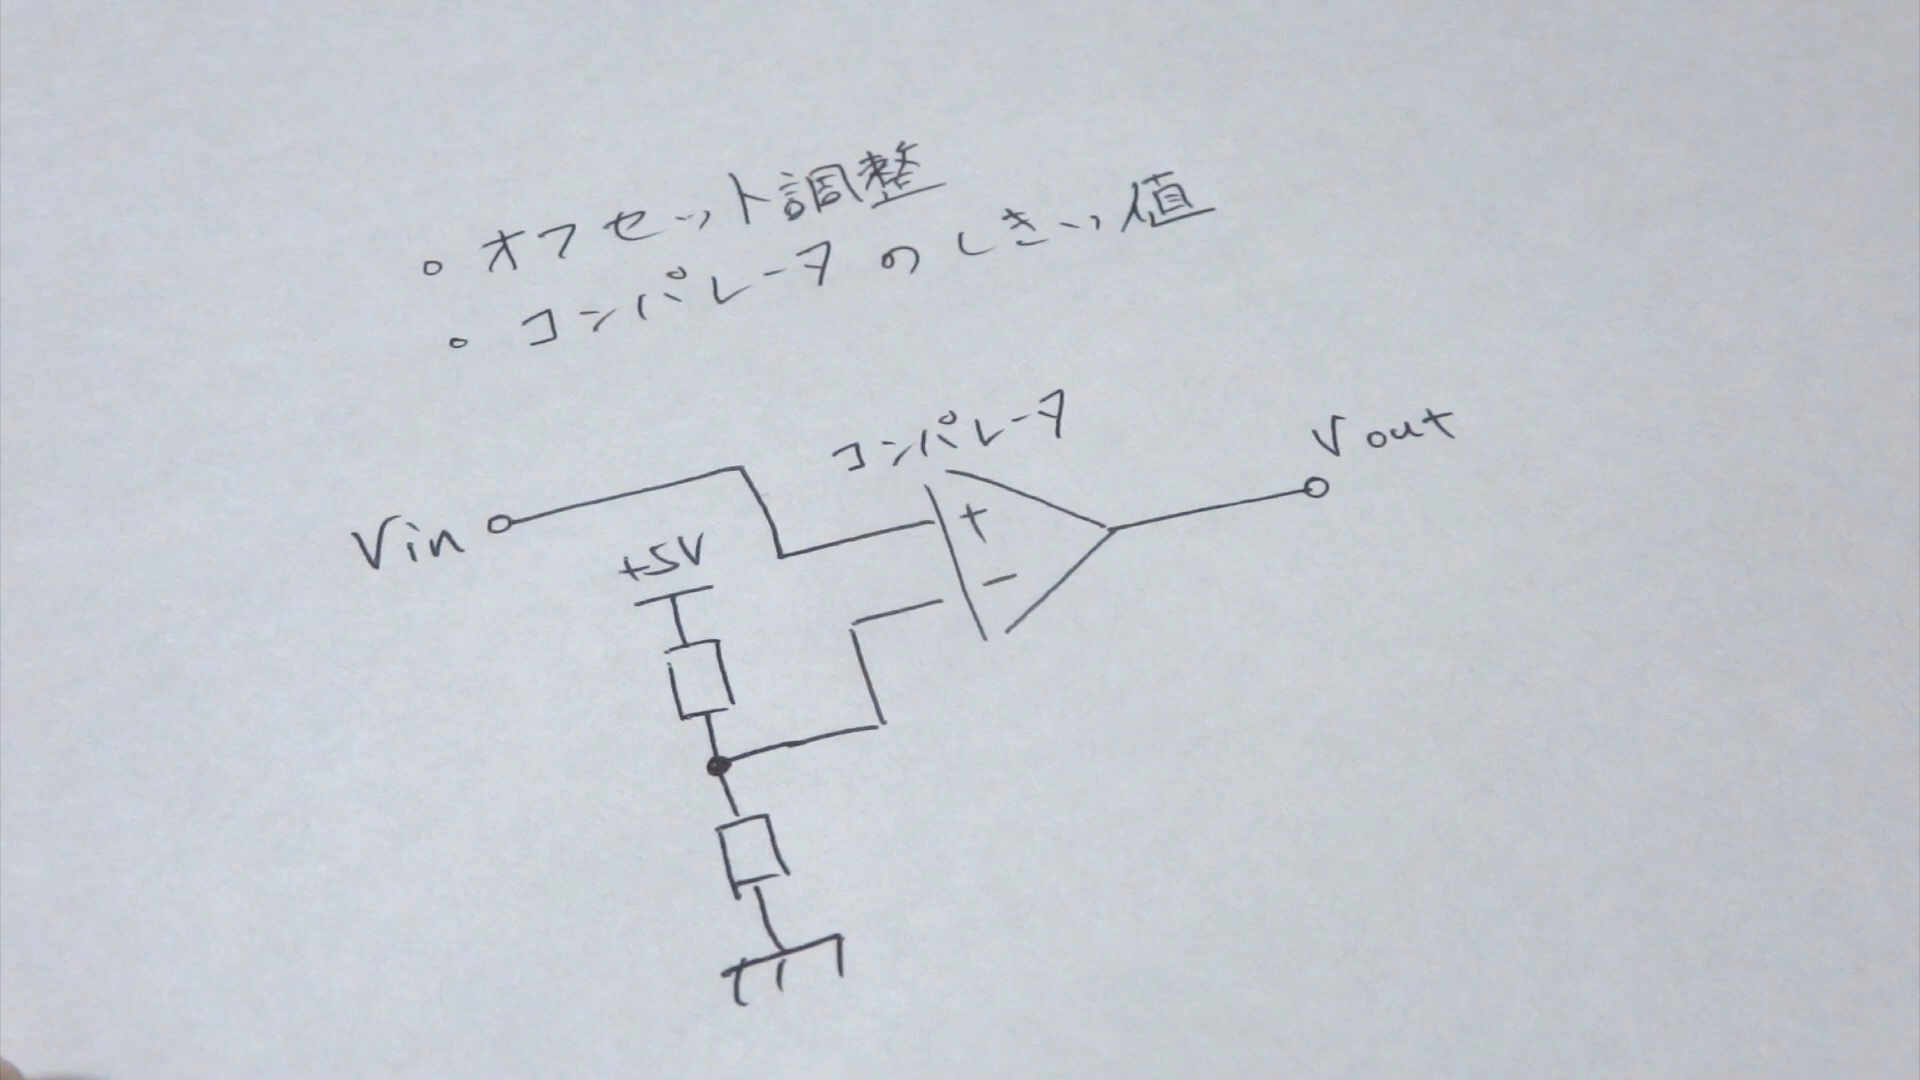 。オフセット調整
。コンパレータのしきい値
コンパレータ
Vout
Vin
+5V
+
-